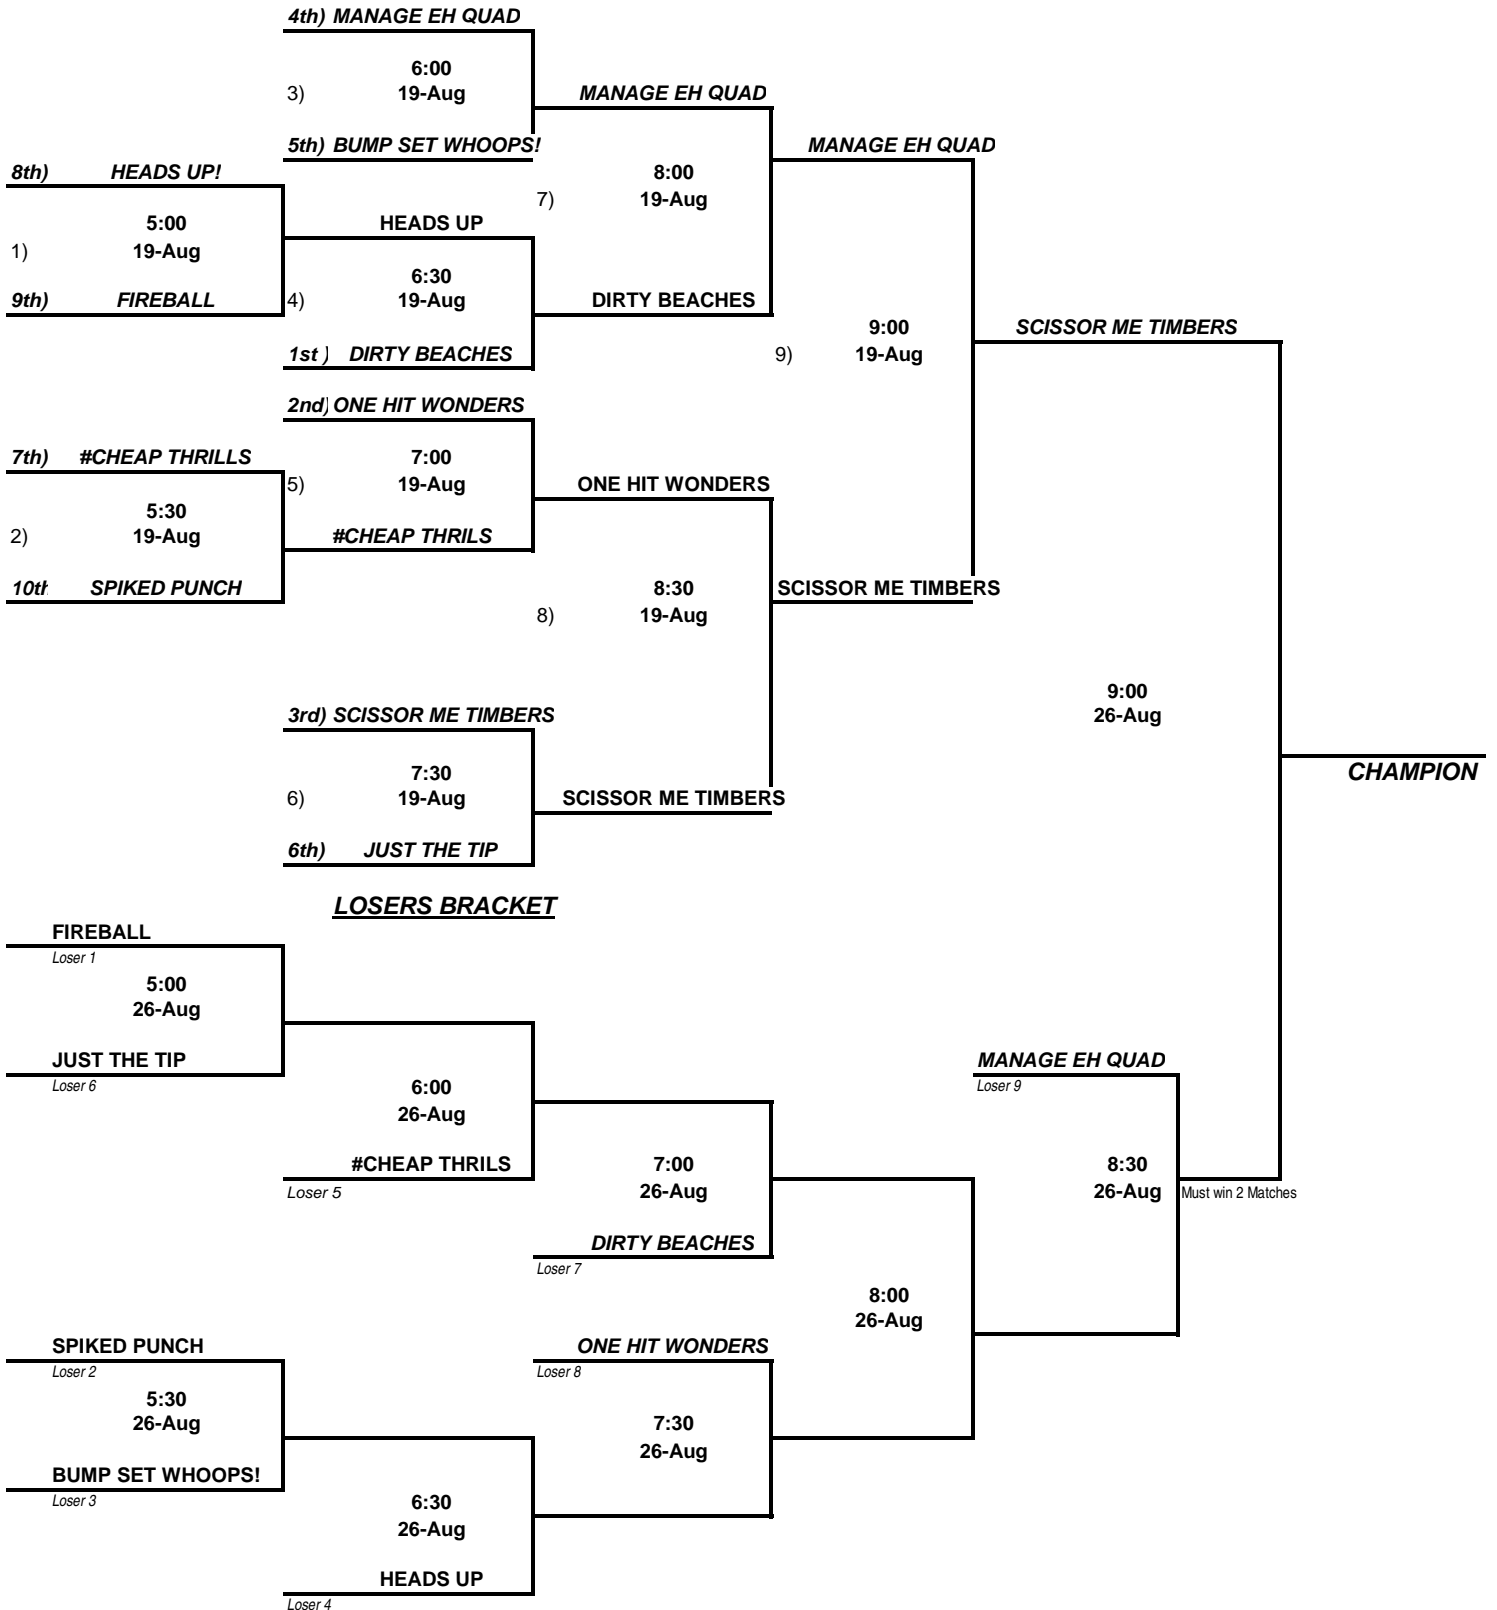 4th) MANAGE EH QUAD
6:00
3) 19-Aug
MANAGE EH QUAD
5th) BUMP SET WHOOPS!
MANAGE EH QUAD
8th) HEADS UP!
8:00
7) 19-Aug
5:00
HEADS UP
1) 19-Aug
6:30
9th) FIREBALL
4) 19-Aug
DIRTY BEACHES
9:00
SCISSOR ME TIMBERS
1st ) DIRTY BEACHES
9) 19-Aug
2nd) ONE HIT WONDERS
7th) #CHEAP THRILLS
7:00
5) 19-Aug
ONE HIT WONDERS
5:30
2) 19-Aug
#CHEAP THRILS
10th SPIKED PUNCH
8:30
SCISSOR ME TIMBERS
8) 19-Aug
9:00
26-Aug
3rd) SCISSOR ME TIMBERS
7:30
CHAMPION
6) 19-Aug
SCISSOR ME TIMBERS
6th) JUST THE TIP
LOSERS BRACKET
FIREBALL
Loser 1
5:00
26-Aug
JUST THE TIP
Loser 6
MANAGE EH QUAD
Loser 9
6:00
26-Aug
#CHEAP THRILS
Loser 5
7:00
26-Aug
8:30
26-Aug
Must win 2 Matches
DIRTY BEACHES
Loser 7
8:00
26-Aug
SPIKED PUNCH
Loser 2
ONE HIT WONDERS
Loser 8
5:30
26-Aug
7:30
26-Aug
BUMP SET WHOOPS!
Loser 3
6:30
26-Aug
HEADS UP
Loser 4